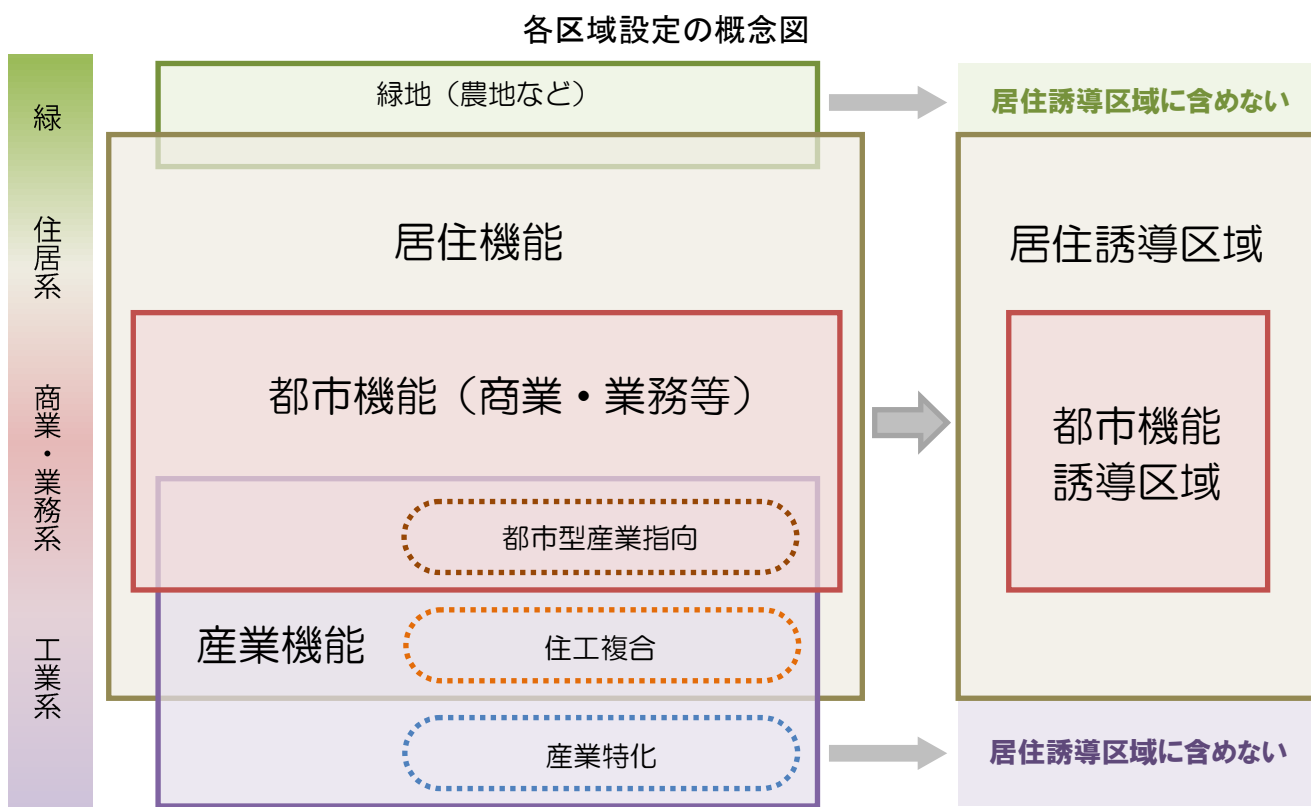 各区域設定の概念図
緑
住居系
商業・業務系
工業系
緑地（農地など）
居住機能
都市機能（商業・業務等）
都市型産業指向
産業機能
住工複合
産業特化
居住誘導区域に含めない
居住誘導区域
都市機能
誘導区域
居住誘導区域に含めない